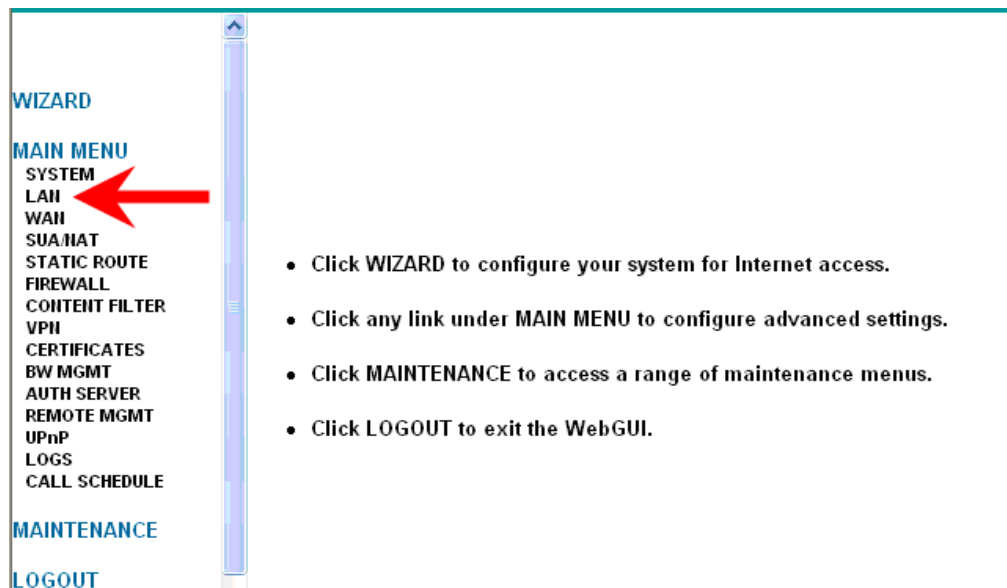 WIZARD
MAIN MENU
SYSTEM
LAN
WAN
SUA/NAT
STATIC ROUTE
FIREWALL
CONTENT FILTER
VPN
CERTIFICATES
BW MGMT
AUTH SERVER
REMOTE MGMT
UPnP
LOGS
CALL SCHEDULE
MAINTENANCE
LOGOUT
• Click WIZARD to configure your system for Internet access.
• Click any link under MAIN MENU to configure advanced settings.
• Click MAINTENANCE to access a range of maintenance menus.
• Click LOGOUT to exit the WebGUI.